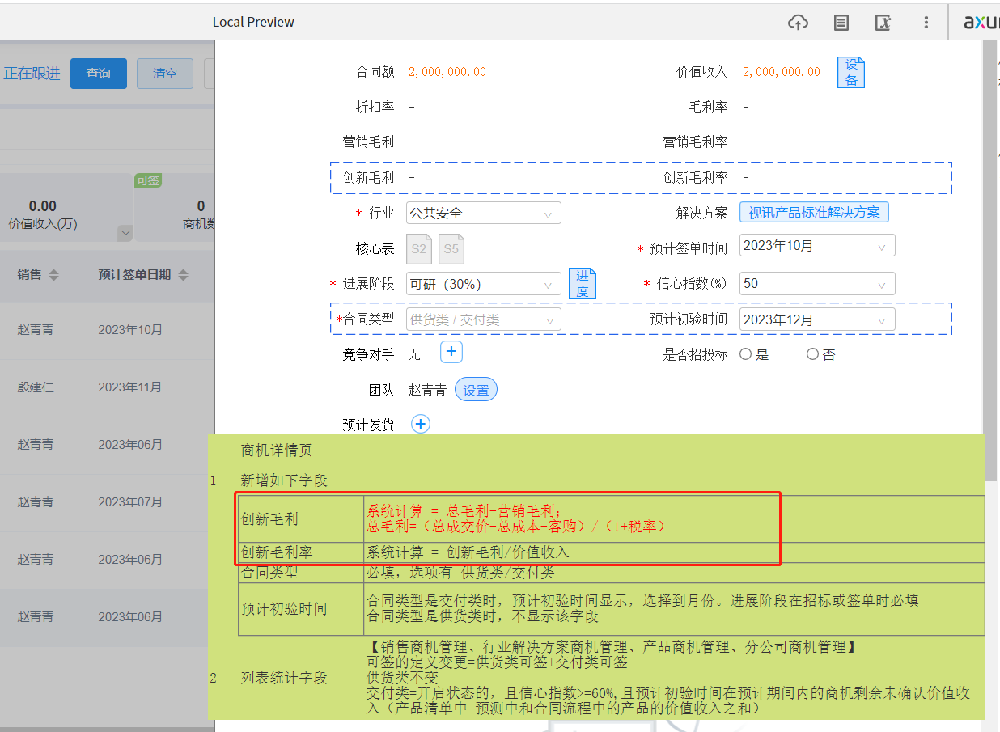 Local Preview
axu
正在跟进 查询 清空
合同额 2,000,000.00 价值收入 2,000,000.00 设备
折扣率 - 毛利率 -
营销毛利 - 营销毛利率 -
可签
创新毛利 - 创新毛利率 -
0.00 0
价值收入(万) 商机数
* 行业 公共安全 解决方案 视讯产品标准解决方案
核心表 S2 S5 * 预计签单时间 2023年10月
销售 预计签单日期
* 进展阶段 可研（30%） 进度 * 信心指数(%) 50
*合同类型 供货类 / 交付类 预计初验时间 2023年12月
赵青青 2023年10月
竞争对手 无 + 是否招投标 是 否
殷建仁 2023年11月
团队 赵青青 设置
预计发货 +
赵青青 2023年06月
赵青青 2023年07月
赵青青 2023年06月
赵青青 2023年06月
商机详情页
1 新增如下字段
创新毛利 系统计算 = 总毛利-营销毛利;
总毛利=（总成交价-总成本-客购）/（1+税率）
创新毛利率 系统计算 = 创新毛利/价值收入
合同类型 必填，选项有 供货类/交付类
预计初验时间 合同类型是交付类时，预计初验时间显示，选择到月份。进展阶段在招标或签单时必填
合同类型是供货类时，不显示该字段
2 列表统计字段 【销售商机管理、行业解决方案商机管理、产品商机管理、分公司商机管理】
可签的定义变更=供货类可签+交付类可签
供货类不变
交付类=开启状态的，且信心指数>=60%,且预计初验时间在预计期间内的商机剩余未确认价值收
入（产品清单中 预测中和合同流程中的产品的价值收入之和）